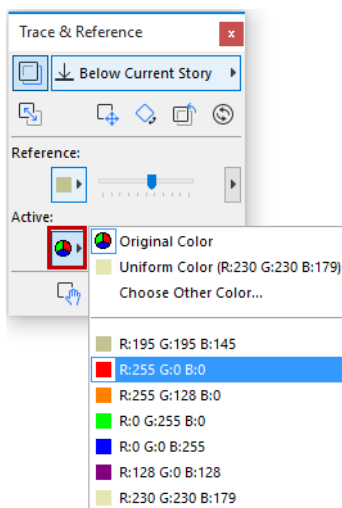 Trace & Reference
x
Below Current Story
Reference:
Active:
Original Color
Uniform Color (R:230 G:230 B:179)
Choose Other Color...
R:195 G:195 B:145
R:255 G:0 B:0
R:255 G:128 B:0
R:0 G:255 B:0
R:0 G:0 B:255
R:128 G:0 B:128
R:230 G:230 B:179